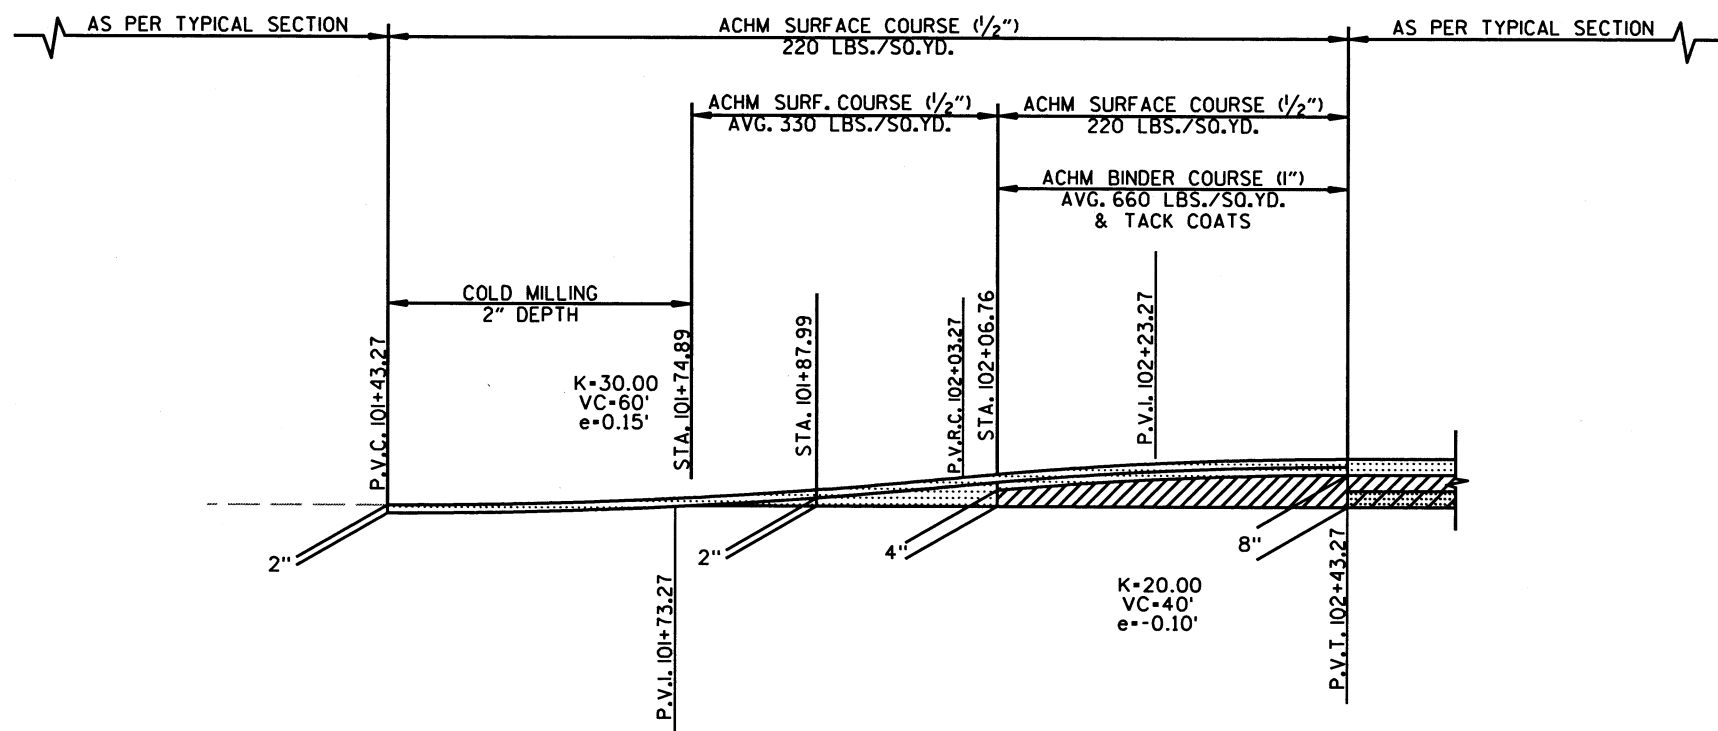 AS PER TYPICAL SECTION
ACHM SURFACE COURSE (1/2")
220 LBS./SQ.YD.
AS PER TYPICAL SECTION
ACHM SURF. COURSE (1/2")
AVG. 330 LBS./SQ.YD.
ACHM SURFACE COURSE (1/2")
220 LBS./SQ.YD.
ACHM BINDER COURSE (1")
AVG. 660 LBS./SQ.YD.
& TACK COATS
COLD MILLING
2" DEPTH
P.V.C. 101+43.27
K=30.00
VC=60'
e=0.15'
STA. 101+74.89
STA. 101+87.99
P.V.R.C. 102+03.27
STA. 102+06.76
P.V.I. 102+23.27
2"
2"
4"
8"
P.V.I. 101+73.27
K=20.00
VC=40'
e=-0.10'
P.V.T. 102+43.27